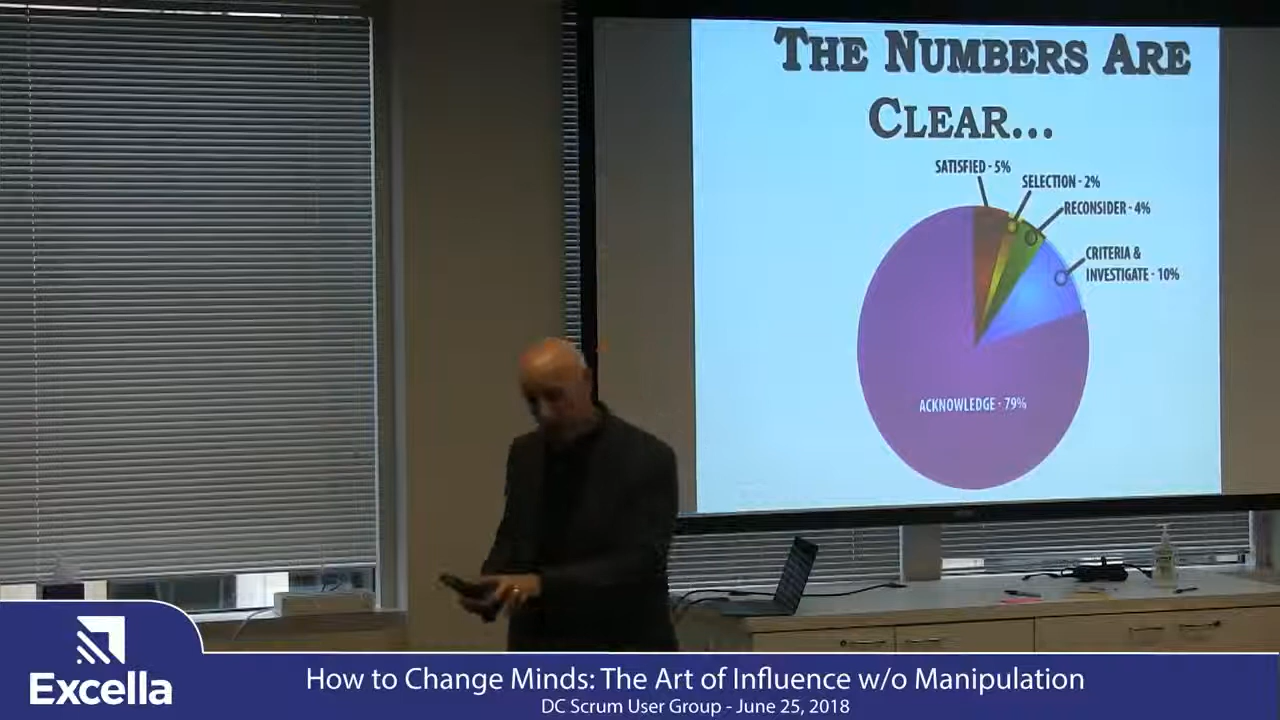 THE NUMBERS ARE
CLEAR...
SATISFIED - 5%
SELECTION - 2%
RECONSIDER - 4%
CRITERIA &
INVESTIGATE - 10%
ACKNOWLEDGE - 79%
Excella
How to Change Minds: The Art of Influence w/o Manipulation
DC Scrum User Group - June 25, 2018